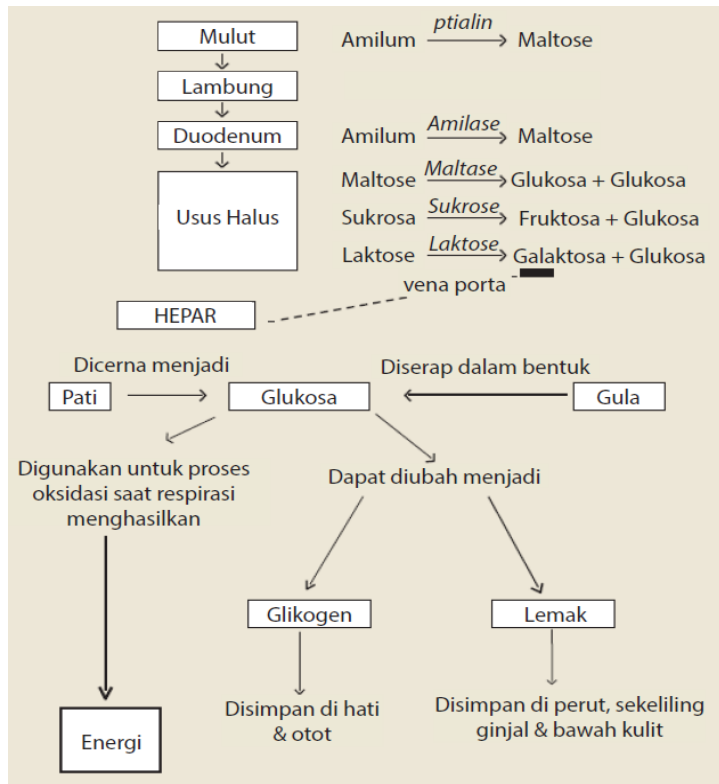 Mulut
Amilum ptialin Maltose
Lambung
Duodenum
Amilum Amilase Maltose
Usus Halus
Maltose Maltase Glukosa + Glukosa
Sukrosa Sukrose Fruktosa + Glukosa
Laktose Laktose Galaktosa + Glukosa
vena porta
HEPAR
Dicerna menjadi
Diserap dalam bentuk
Pati
Glukosa
Gula
Digunakan untuk proses
oksidasi saat respirasi
menghasilkan
Dapat diubah menjadi
Glikogen
Lemak
Disimpan di hati
& otot
Disimpan di perut, sekeliling
ginjal & bawah kulit
Energi